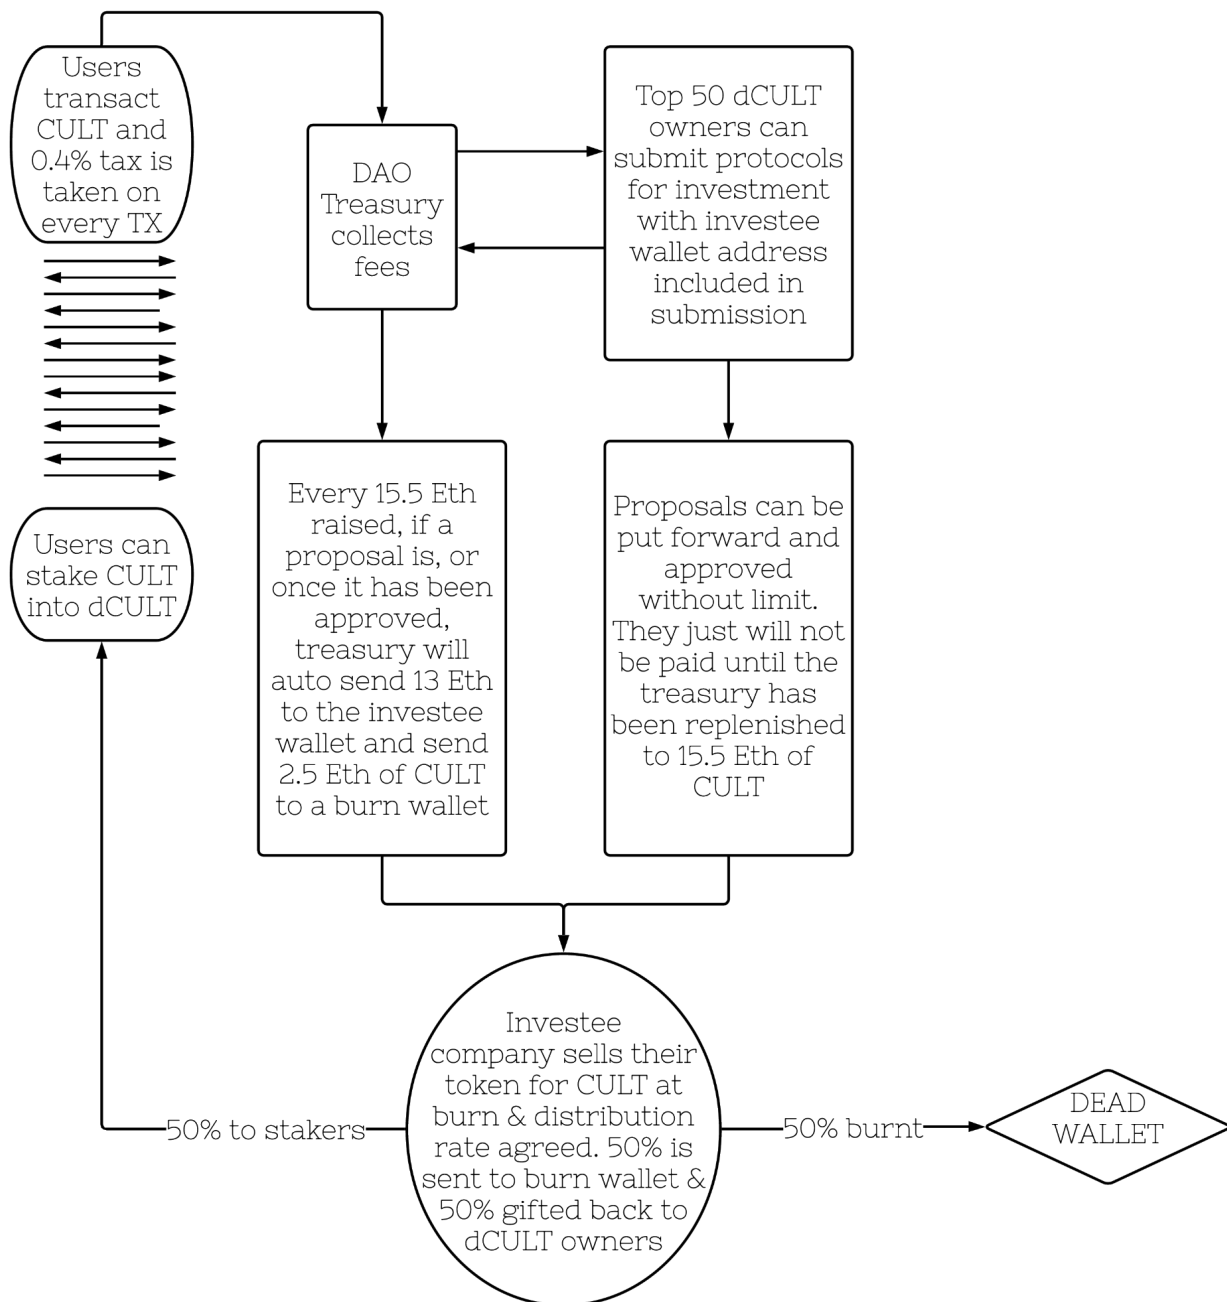 Users
transact
CULT and
0.4% tax is
taken on
every TX
DAO
Treasury
collects
fees
Top 50 dCULT
owners can
submit protocols
for investment
with investee
wallet address
included in
submission
Users can
stake CULT
into dCULT
Every 15.5 Eth
raised, if a
proposal is, or
once it has been
approved,
treasury will
auto send 13 Eth
to the investee
wallet and send
2.5 Eth of CULT
to a burn wallet
Proposals can be
put forward and
approved
without limit.
They just will not
be paid until the
treasury has
been replenished
to 15.5 Eth of
CULT
Investee
company sells their
token for CULT at
burn & distribution
rate agreed. 50% is
sent to burn wallet &
50% gifted back to
dCULT owners
50% to stakers
50% burnt
DEAD
WALLET